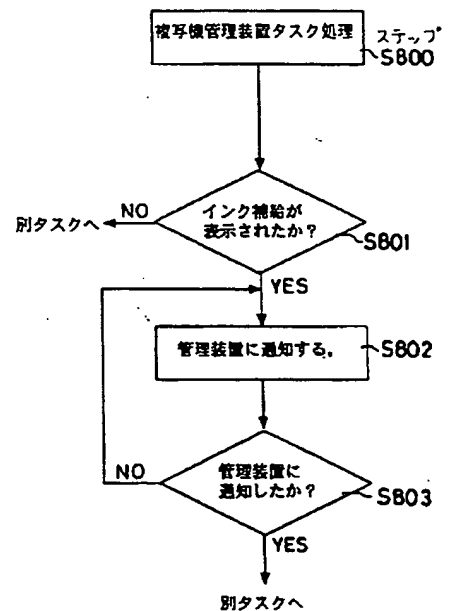 複写機管理装置タスク処理
ステップ
S800
インク補給が
表示されたか?
NO
別タスクへ
S801
YES
管理装置に通知する。
S802
管理装置に
通知したか?
NO
S803
YES
別タスクへ